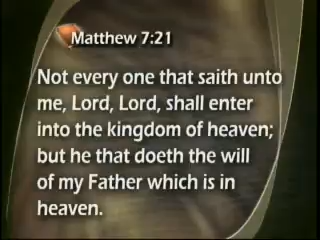 Matthew 7:21
Not every one that saith unto
me, Lord, Lord, shall enter
into the kingdom of heaven;
but he that doeth the will
of my Father which is in
heaven.